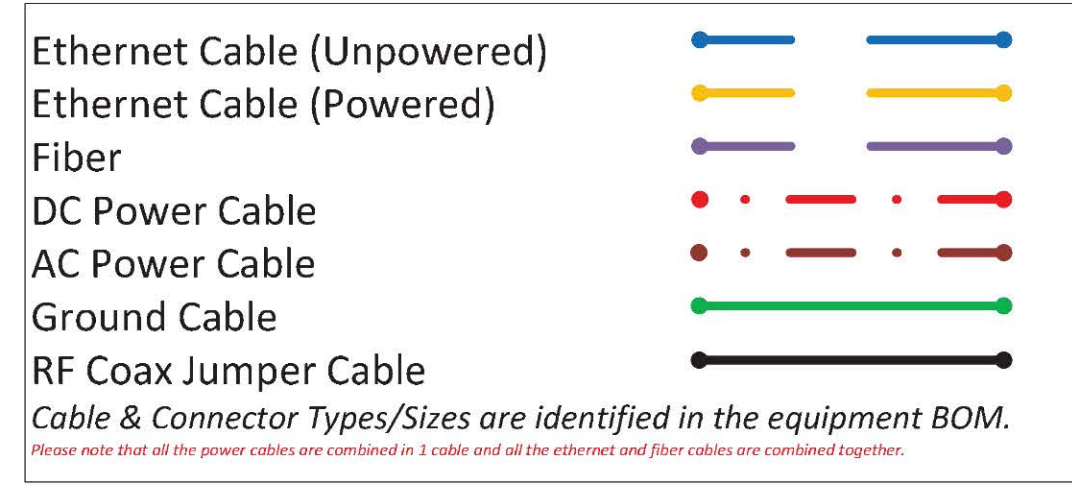 Ethernet Cable (Unpowered)
Ethernet Cable (Powered)
Fiber
DC Power Cable
AC Power Cable
Ground Cable
RF Coax Jumper Cable
Cable & Connector Types/Sizes are identified in the equipment BOM.
Please note that all the power cables are combined in 1 cable and all the ethernet and fiber cables are combined together.